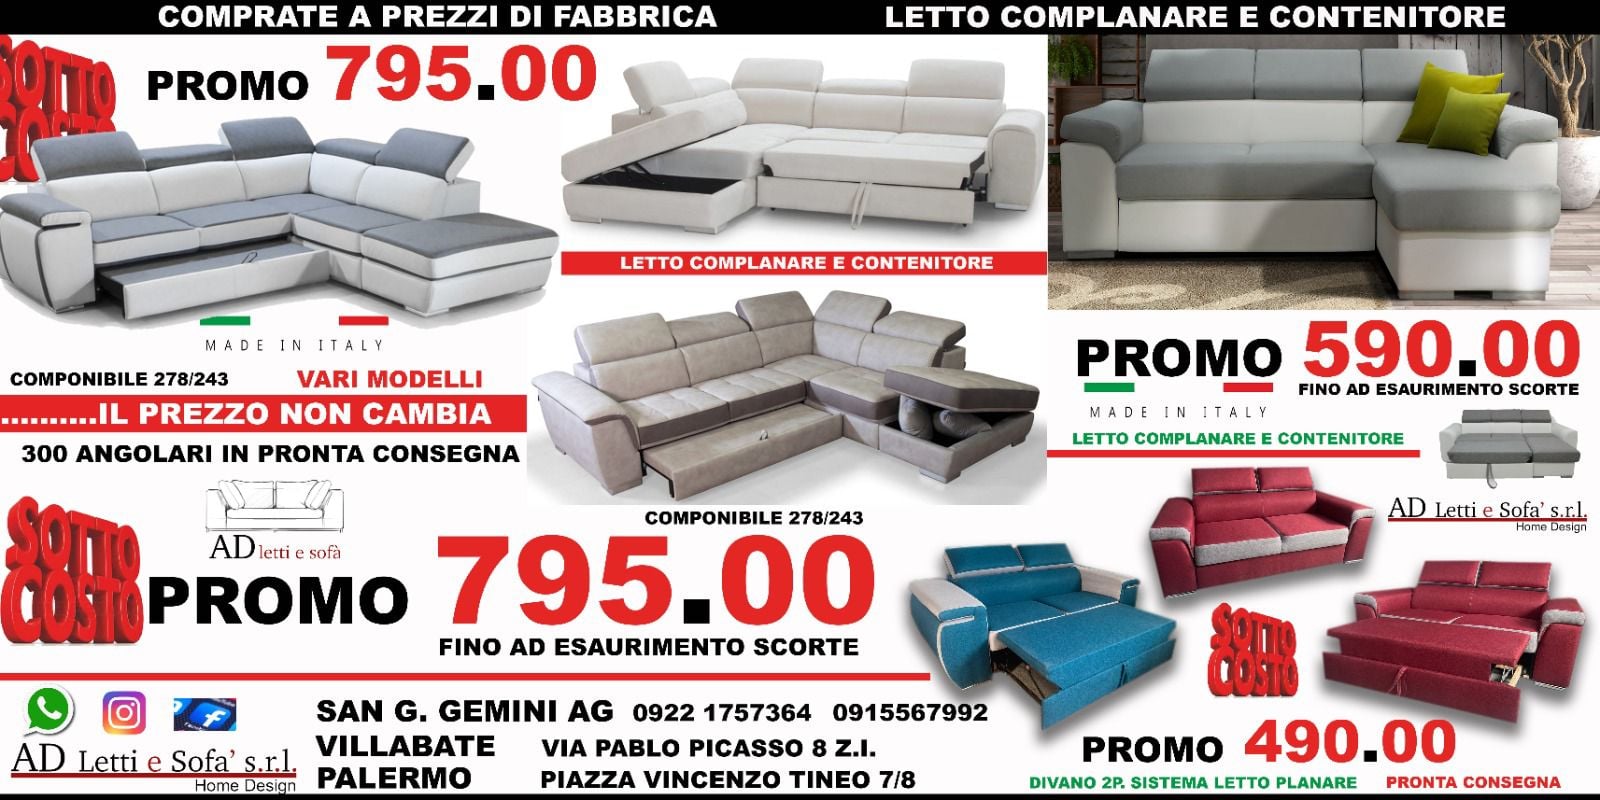 COMPRATE A PREZZI DI FABBRICA
LETTO COMPLANARE E CONTENITORE
SOTTO
COSTO
PROMO 795.00
MADE IN ITALY
COMPONIBILE 278/243
VARI MODELLI
..........IL PREZZO NON CAMBIA
300 ANGOLARI IN PRONTA CONSEGNA
LETTO COMPLANARE E CONTENITORE
COMPONIBILE 278/243
SOTTO
COSTO
AD letti e sofà
PROMO 795.00
FINO AD ESAURIMENTO SCORTE
PROMO 590.00
FINO AD ESAURIMENTO SCORTE
MADE IN ITALY
LETTO COMPLANARE E CONTENITORE
AD Letti e Sofa' s.r.l.
Home Design
SOTTO
COSTO
PROMO 490.00
DIVANO 2P. SISTEMA LETTO PLANARE PRONTA CONSEGNA
AD Letti e Sofa' s.r.l.
Home Design
SAN G. GEMINI AG 0922 1757364 0915567992
VILLABATE VIA PABLO PICASSO 8 Z.I.
PALERMO PIAZZA VINCENZO TINEO 7/8